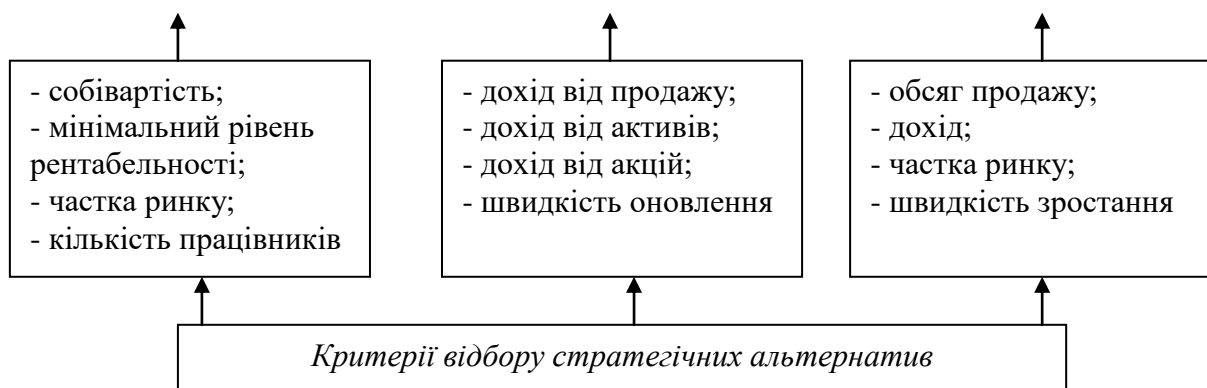 - собівартість;
- мінімальний рівень
рентабельності;
- частка ринку;
- кількість працівників
- дохід від продажу;
- дохід від активів;
- дохід від акцій;
- швидкість оновлення
- обсяг продажу;
- дохід;
- частка ринку;
- швидкість зростання
Критерії відбору стратегічних альтернатив